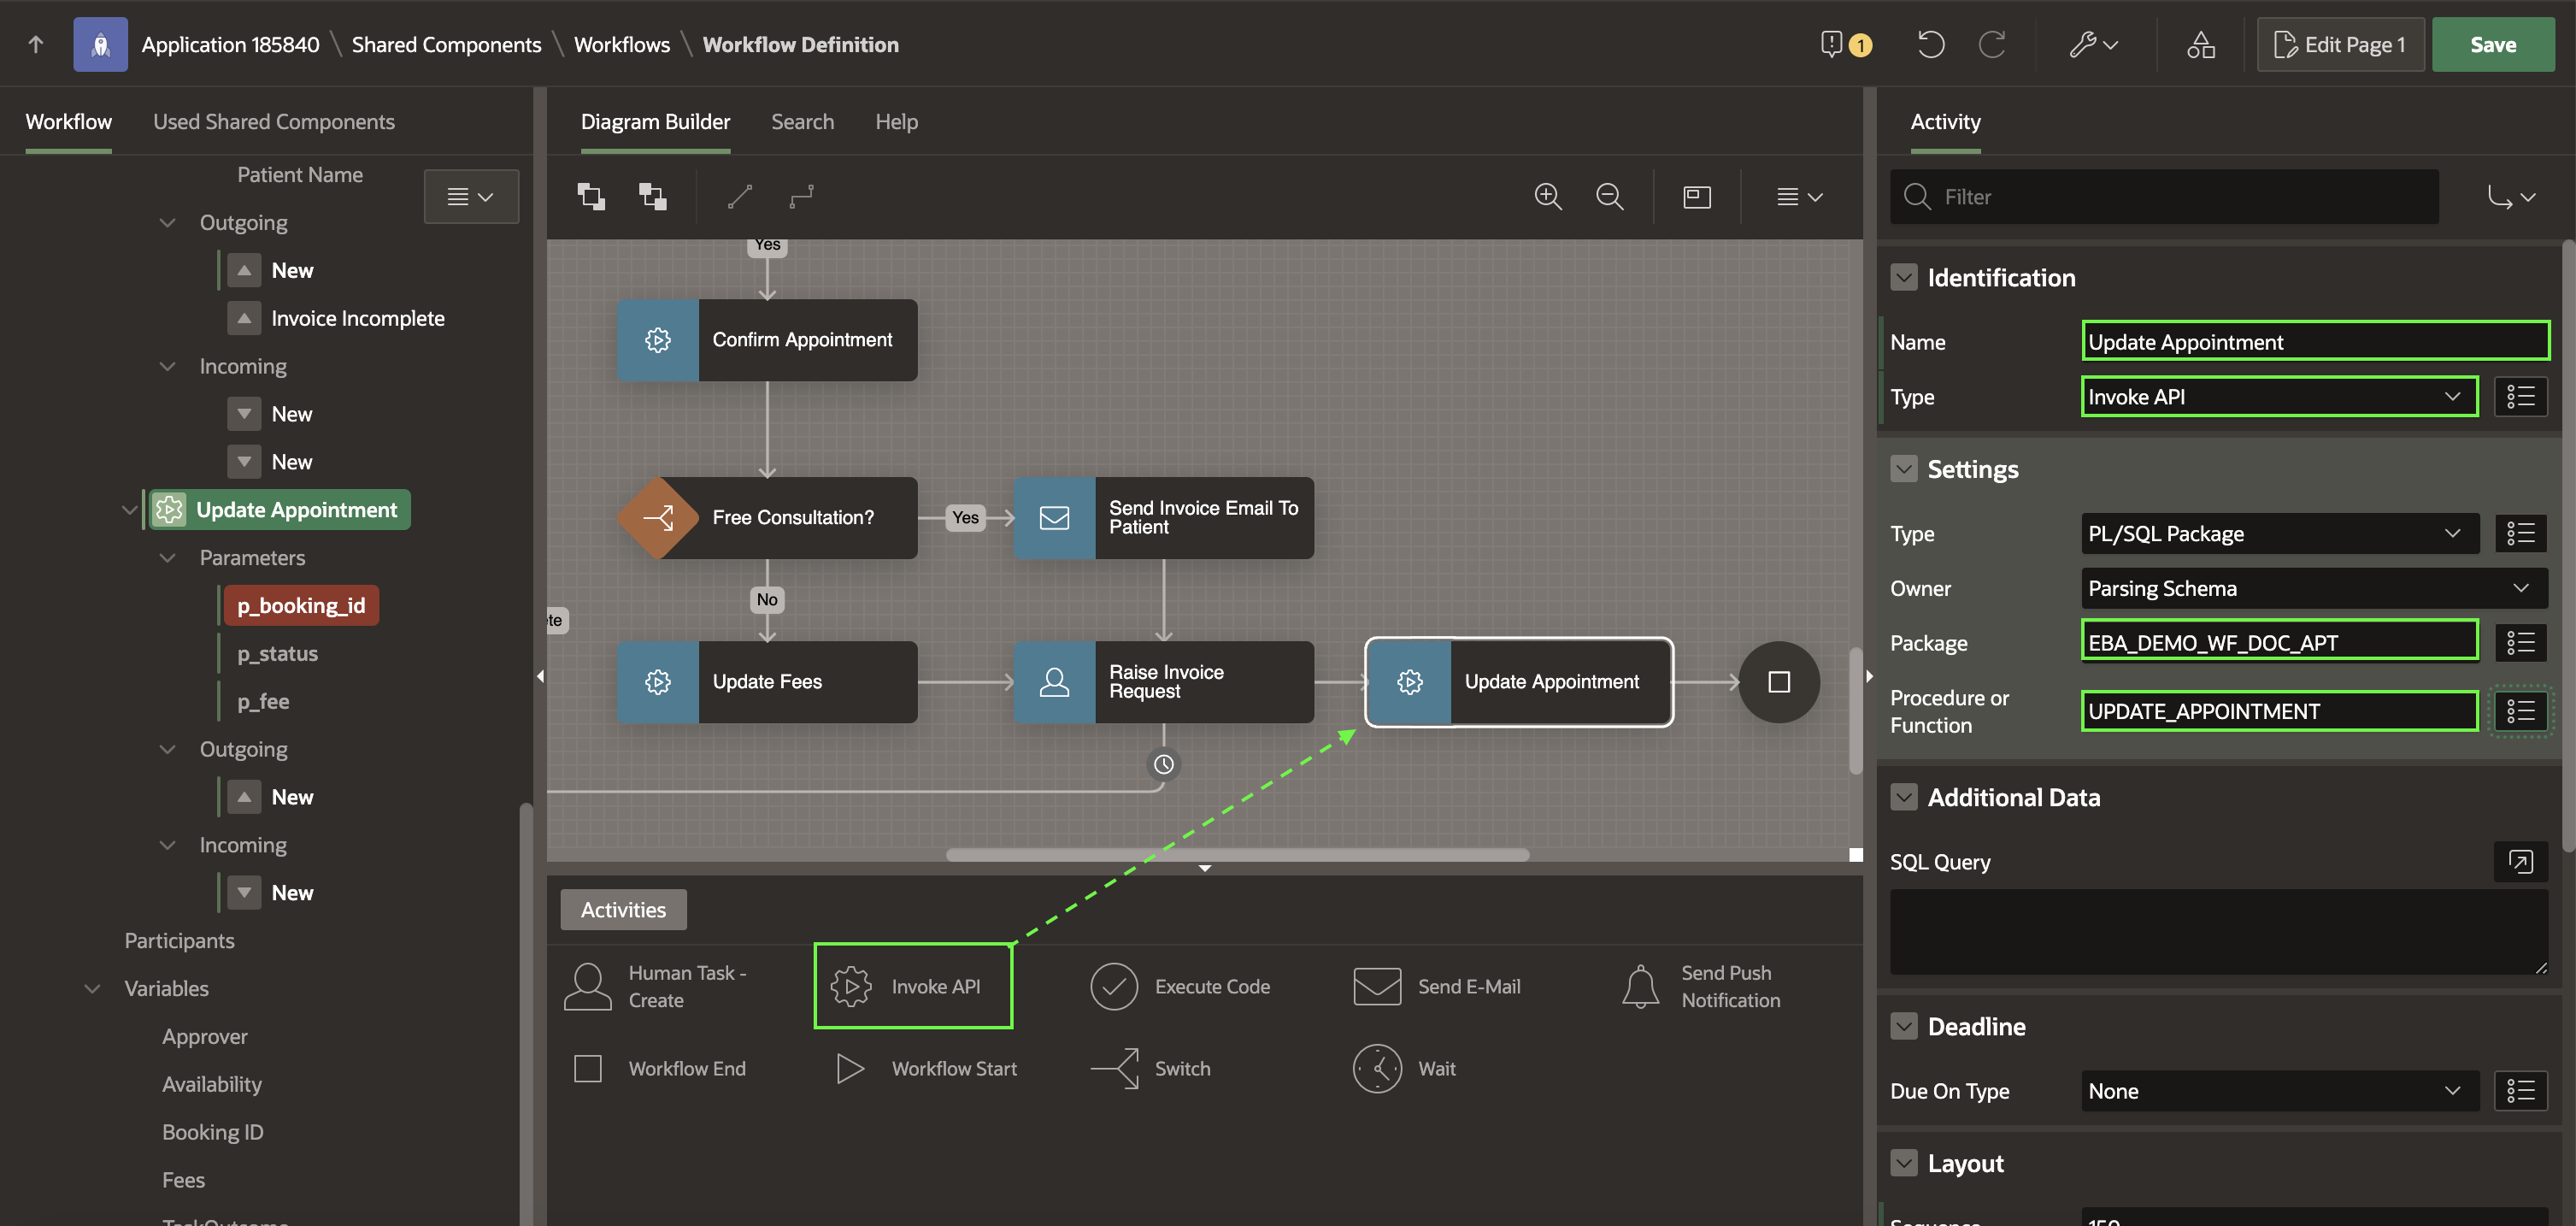 Application 185840 \ Shared Components \ Workflows \ Workflow Definition
1
Edit Page 1
Save
Workflow
Used Shared Components
Patient Name
Outgoing
New
Invoice Incomplete
Incoming
New
New
Update Appointment
Parameters
p_booking_id
p_status
p_fee
Outgoing
New
Incoming
New
Participants
Variables
Approver
Availability
Booking ID
Fees
TaskOutcome
Diagram Builder
Search
Help
Yes
Confirm Appointment
Free Consultation?
Yes
Send Invoice Email To
Patient
No
te
Update Fees
Raise Invoice
Request
Update Appointment
Activities
Human Task -
Create
Invoke API
Execute Code
Send E-Mail
Send Push
Notification
Workflow End
Workflow Start
Switch
Wait
Activity
Filter
Identification
Name
Update Appointment
Type
Invoke API
Settings
Type
PL/SQL Package
Owner
Parsing Schema
Package
EBA_DEMO_WF_DOC_APT
Procedure or
Function
UPDATE_APPOINTMENT
Additional Data
SQL Query
Deadline
Due On Type
None
Layout
Sequence
150